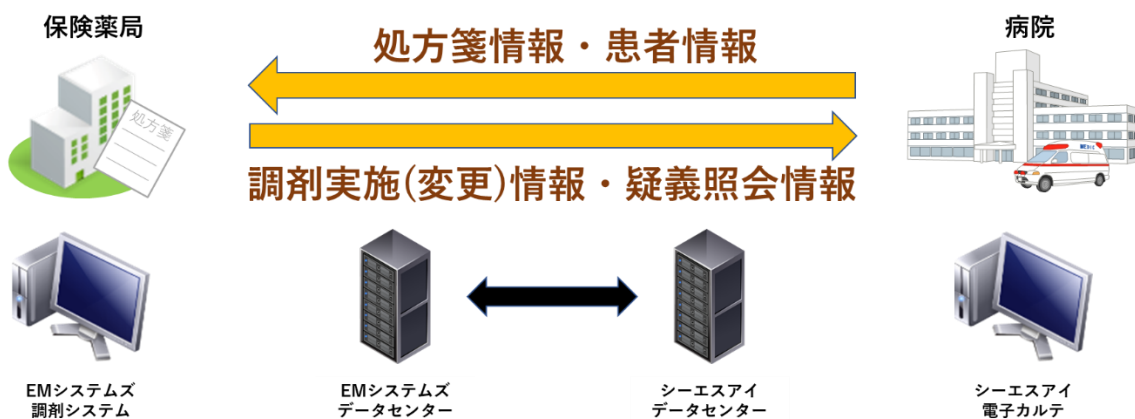 保険薬局
処方箋情報・患者情報
病院
処方箋
調剤実施(変更)情報・疑義照会情報
EMシステムズ
調剤システム
EMシステムズ
データセンター
シーエスアイ
データセンター
シーエスアイ
電子カルテ